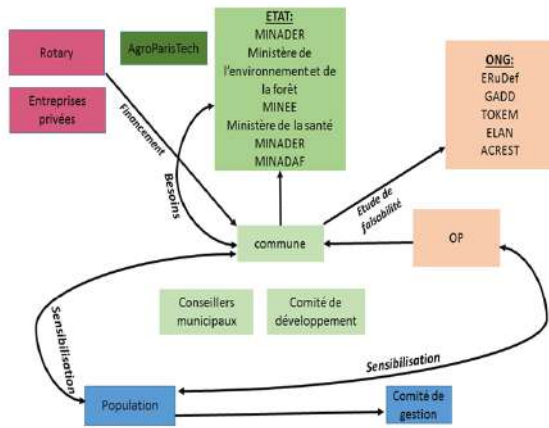 Rotary
Entreprises
privées
AgroParisTech
ETAT:
MINADER
Ministère de
l'environnement et de
la forêt
MINEE
Ministère de la santé
MINADER
MINADAF
ONG:
ERuDef
GADD
TOKEM
ELAN
ACREST
Financement
Besoins
Etude de
faisabilité
commune
OP
Conseillers
municipaux
Comité de
développement
Sensibilisation
Sensibilisation
Population
Comité de
gestion